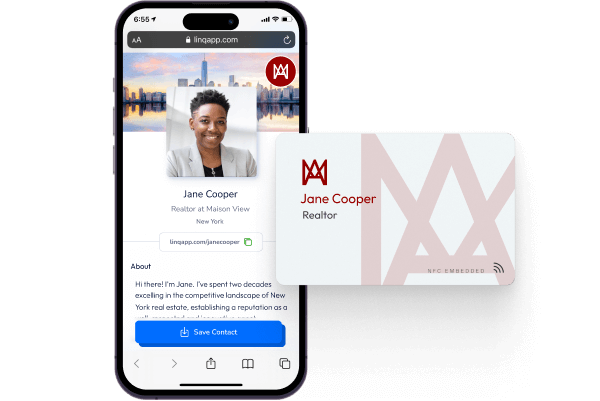 6:55
AA linqapp.com
Jane Cooper
Realtor at Maison View
New York
linqapp.com/janecooper
About
Hi there! I'm Jane. I've spent two decades
excelling in the competitive landscape of New
York real estate, establishing a reputation as a
Save Contact
Jane Cooper
Realtor
NFC EMBEDDED